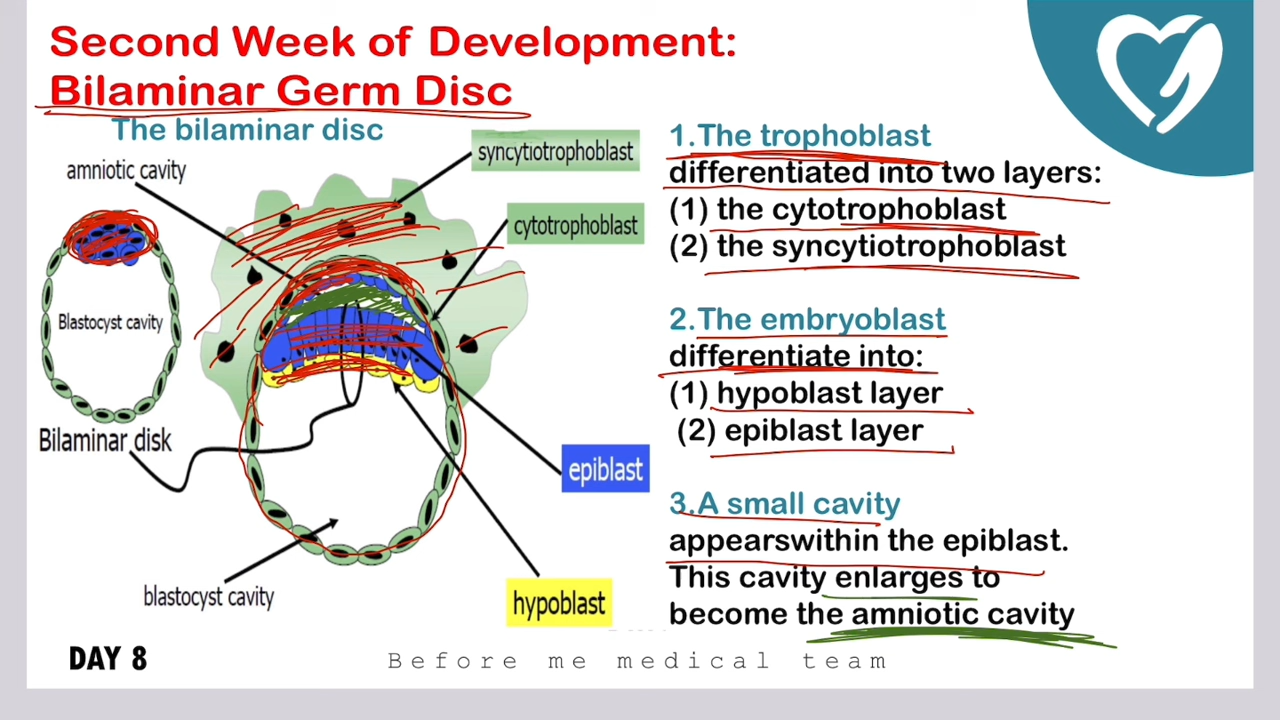 Second Week of Development:
Bilaminar Germ Disc
The bilaminar disc
amniotic cavity
syncytiotrophoblast
cytotrophoblast
Blastocyst cavity
Bilaminar disk
epiblast
blastocyst cavity
hypoblast
1.The trophoblast
differentiated into two layers:
(1) the cytotrophoblast
(2) the syncytiotrophoblast
2.The embryoblast
differentiate into:
(1) hypoblast layer
(2) epiblast layer
3.A small cavity
appearswithin the epiblast.
This cavity enlarges to
become the amniotic cavity
DAY 8
Before me medical team